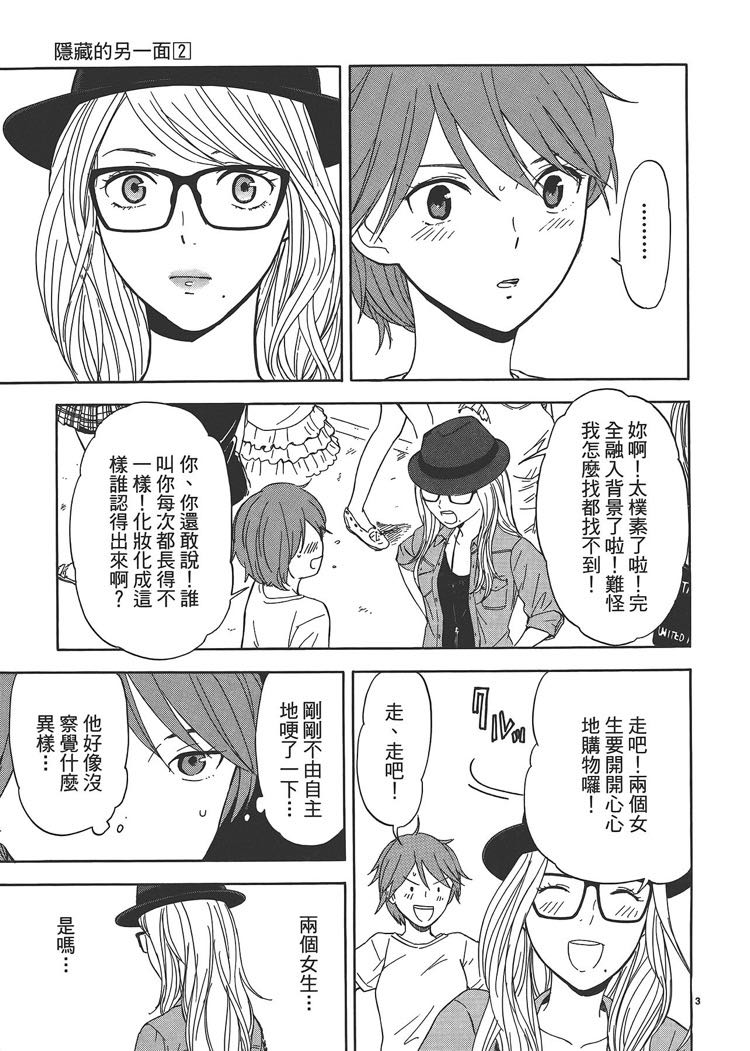 隱藏的另一面2
⋯⋯⋯
妳啊！太樸素了啦！完
全融入背景了啦！難怪
我怎麼找都找不到！
你、你還敢說！誰
叫你每次都長得不
一樣！化妝化成這
樣誰認得出來啊？
UNITED
走吧！兩個女
生要開開心心
地購物囉！
クルッ
走、走吧！
剛剛不由自主
地哽了一下⋯
他好像沒
察覺什麼
異樣⋯
兩個女生⋯
是嗎⋯
3